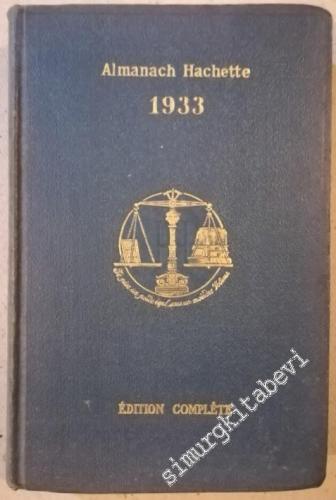 Almanach Hachette
1933
ÉDITION COMPLÈTE
simurgkitabevi